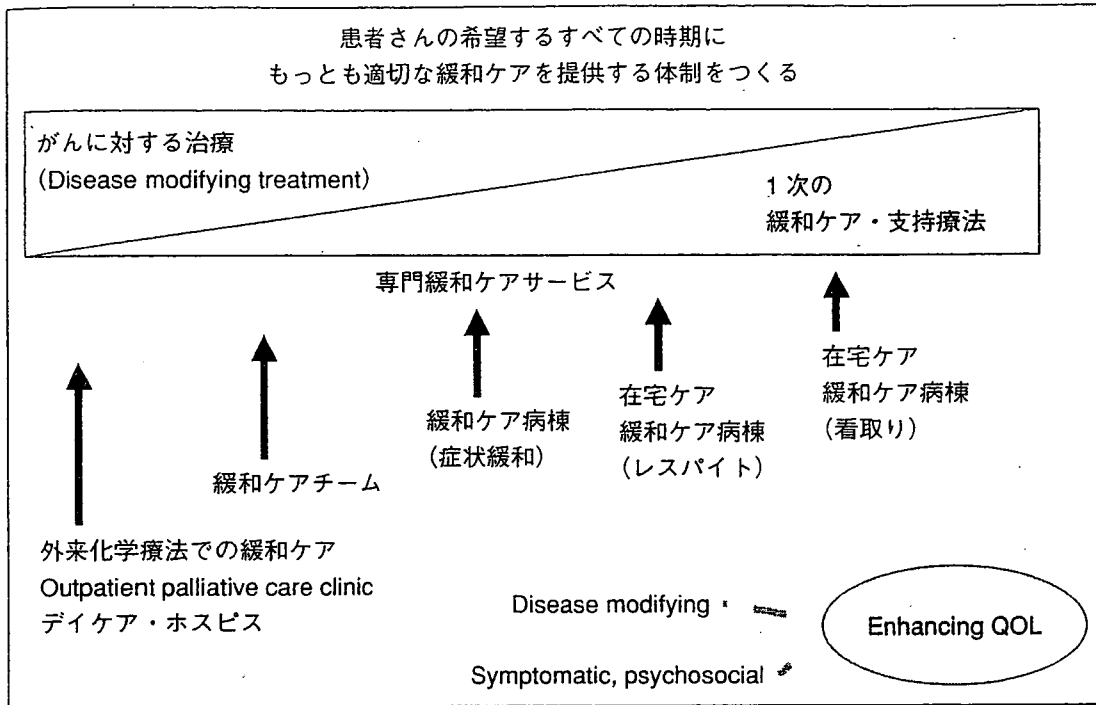 患者さんの希望するすべての時期に
もっとも適切な緩和ケアを提供する体制をつくる
がんに対する治療
(Disease modifying treatment)
1次の
緩和ケア・支持療法
専門緩和ケアサービス
在宅ケア
緩和ケア病棟
(看取り)
在宅ケア
緩和ケア病棟
(レスパイト)
緩和ケア病棟
(症状緩和)
緩和ケアチーム
外来化学療法での緩和ケア
Outpatient palliative care clinic
デイケア・ホスピス
Disease modifying
Enhancing QOL
Symptomatic, psychosocial